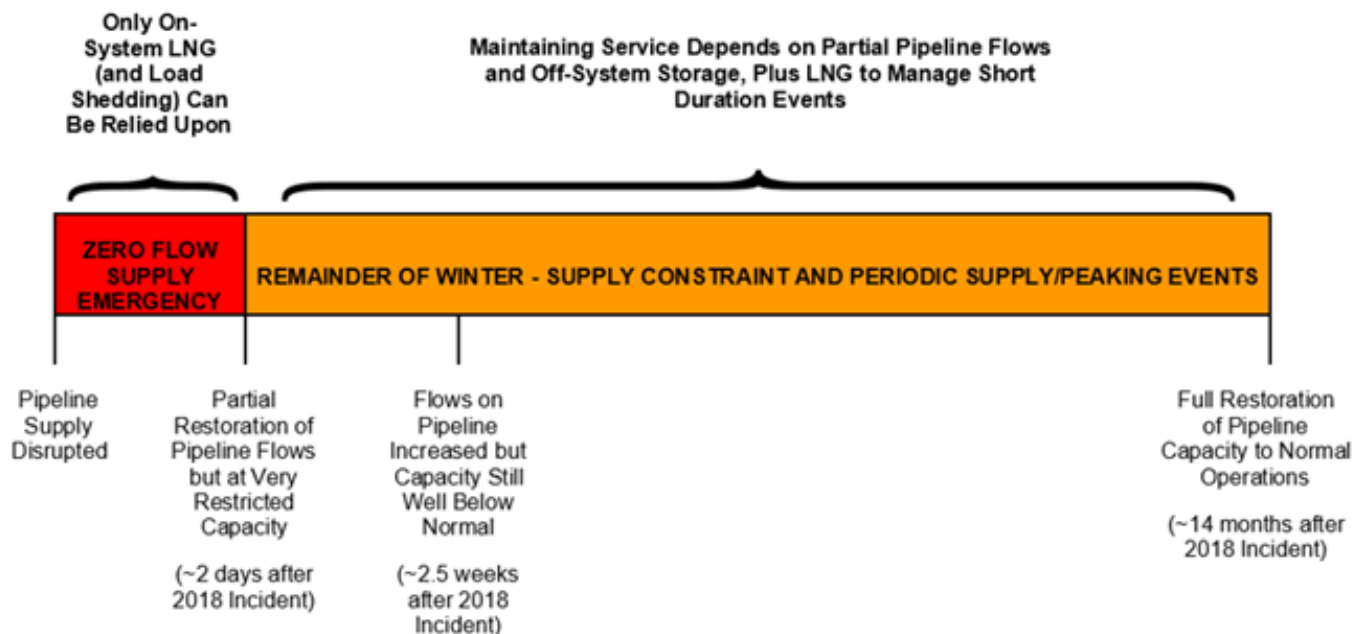 Only On-
System LNG
(and Load
Shedding) Can
Be Relied Upon
Maintaining Service Depends on Partial Pipeline Flows
and Off-System Storage, Plus LNG to Manage Short
Duration Events
ZERO FLOW
SUPPLY
EMERGENCY
REMAINDER OF WINTER - SUPPLY CONSTRAINT AND PERIODIC SUPPLY/PEAKING EVENTS
Pipeline
Supply
Disrupted
Partial
Restoration of
Pipeline Flows
but at Very
Restricted
Capacity
(~2 days after
2018 Incident)
Flows on
Pipeline
Increased but
Capacity Still
Well Below
Normal
(~2.5 weeks
after 2018
Incident)
Full Restoration
of Pipeline
Capacity to Normal
Operations
(~14 months after
2018 Incident)